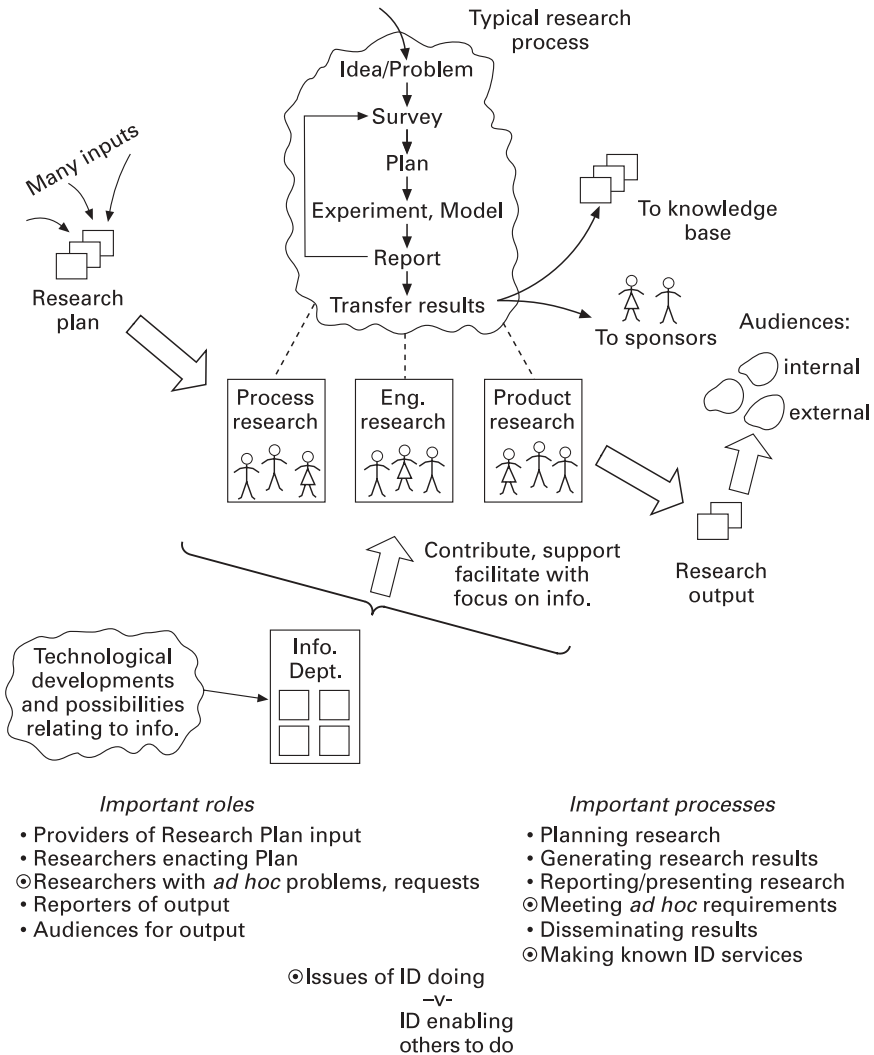 Typical research
process
Idea/Problem
Survey
Plan
Experiment, Model
Report
Transfer results
Many inputs
Research
plan
To knowledge
base
To sponsors
Audiences:
internal
external
Process
research
Eng.
research
Product
research
Research
output
Contribute, support
facilitate with
focus on info.
Info.
Dept.
Technological
developments
and possibilities
relating to info.
Important roles
• Providers of Research Plan input
• Researchers enacting Plan
⊙Researchers with ad hoc problems, requests
• Reporters of output
• Audiences for output
Important processes
• Planning research
• Generating research results
• Reporting/presenting research
⊙Meeting ad hoc requirements
• Disseminating results
⊙Making known ID services
⊙Issues of ID doing
–v-
ID enabling
others to do